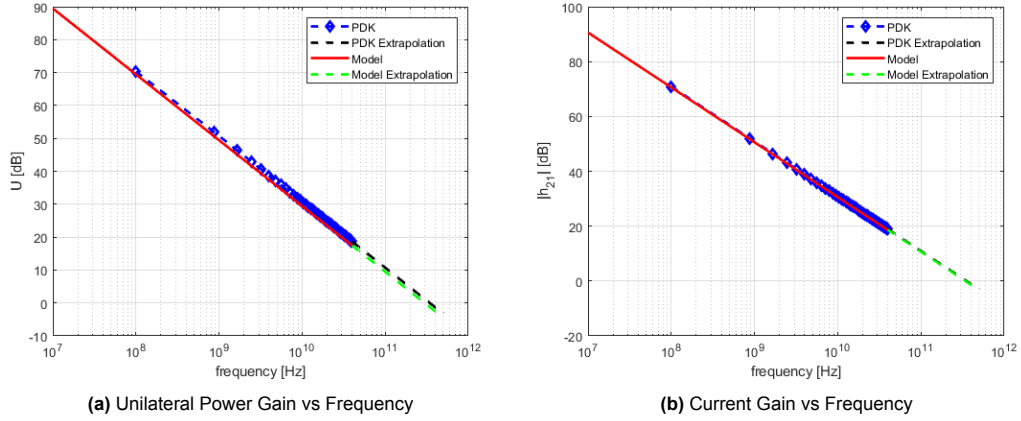 90
80
70
60
50
40
30
20
10
0
-10
U [dB]
PDK
PDK Extrapolation
Model
Model Extrapolation
10^7
10^8
10^9
10^10
10^11
10^12
frequency [Hz]
(a) Unilateral Power Gain vs Frequency
100
80
60
40
20
0
-20
|h_21| [dB]
PDK
PDK Extrapolation
Model
Model Extrapolation
10^7
10^8
10^9
10^10
10^11
10^12
frequency [Hz]
(b) Current Gain vs Frequency